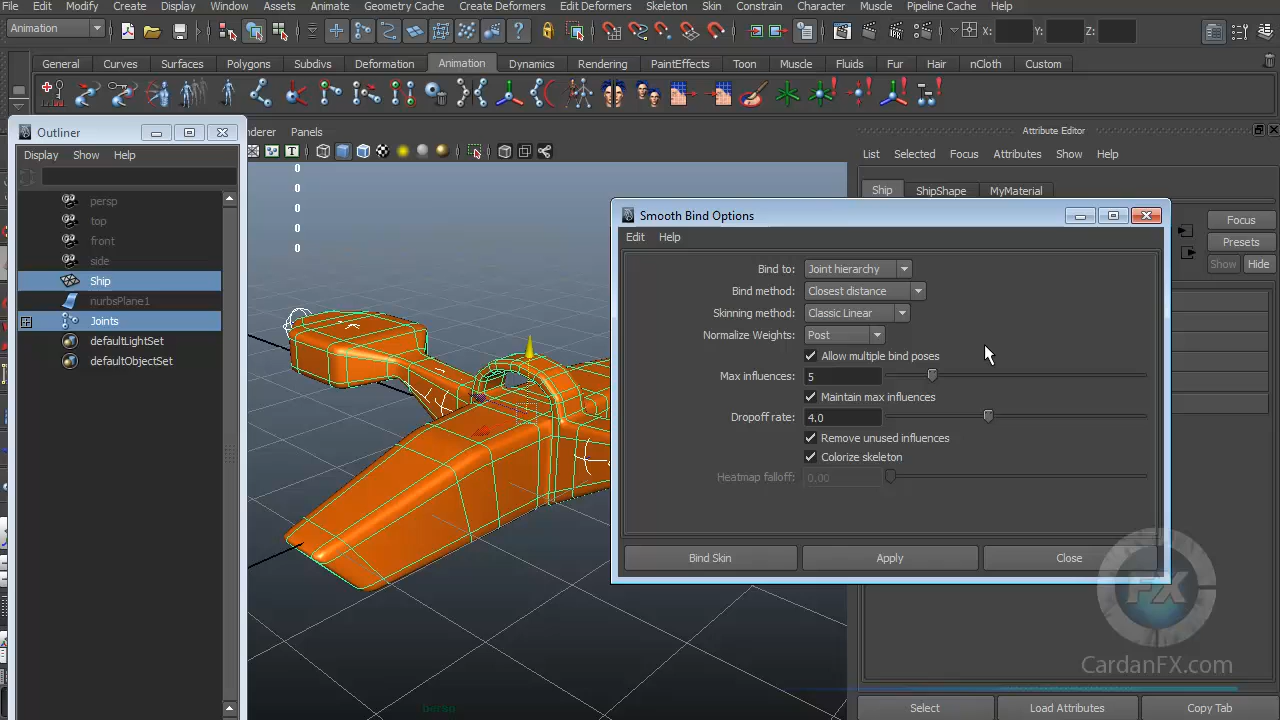 File Edit Modify Create Display Window Assets Animate Geometry Cache Create Deformers Edit Deformers Skeleton Skin Constrain Character Muscle Pipeline Cache Help
Animation X: Y: Z:
General Curves Surfaces Polygons Subdivs Deformation Animation Dynamics Rendering PaintEffects Toon Muscle Fluids Fur Hair nCloth Custom
Outliner
Display Show Help
persp
top
front
side
Ship
nurbsPlane1
Joints
defaultLightSet
defaultObjectSet
Panels
T
0
0
0
0
0
Attribute Editor
List Selected Focus Attributes Show Help
Ship ShipShape MyMaterial
Focus
Presets
Show Hide
Smooth Bind Options
Edit Help
Bind to: Joint hierarchy
Bind method: Closest distance
Skinning method: Classic Linear
Normalize Weights: Post
Allow multiple bind poses
Max influences: 5
Maintain max influences
Dropoff rate: 4.0
Remove unused influences
Colorize skeleton
Heatmap falloff: 0.00
Bind Skin Apply Close
FX
CardanFX.com
Select Load Attributes Copy Tab